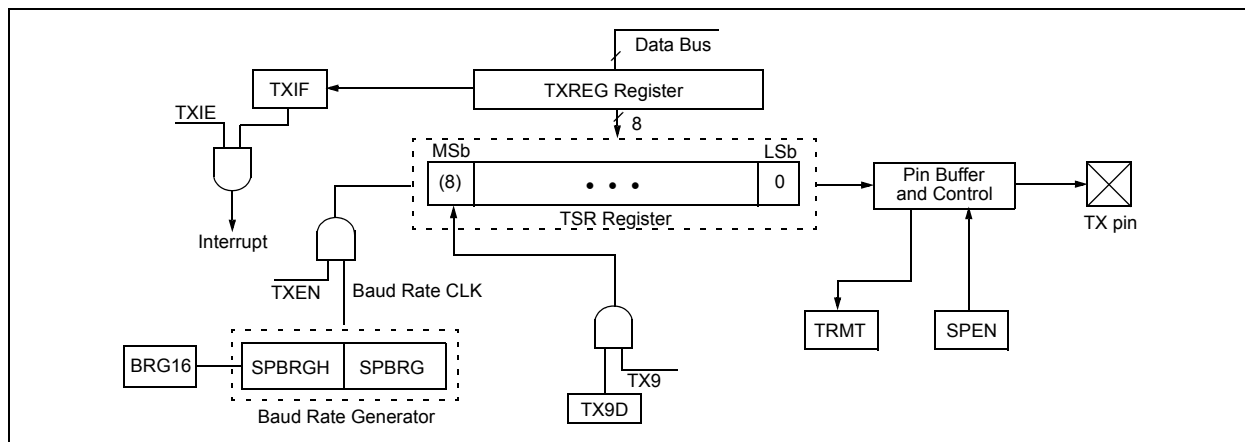 Data Bus
TXIF
TXREG Register
TXIE
8
MSb
LSb
(8)
• • •
0
Pin Buffer
and Control
TSR Register
TX pin
Interrupt
TXEN
Baud Rate CLK
TRMT
SPEN
BRG16
SPBRGH
SPBRG
TX9
Baud Rate Generator
TX9D